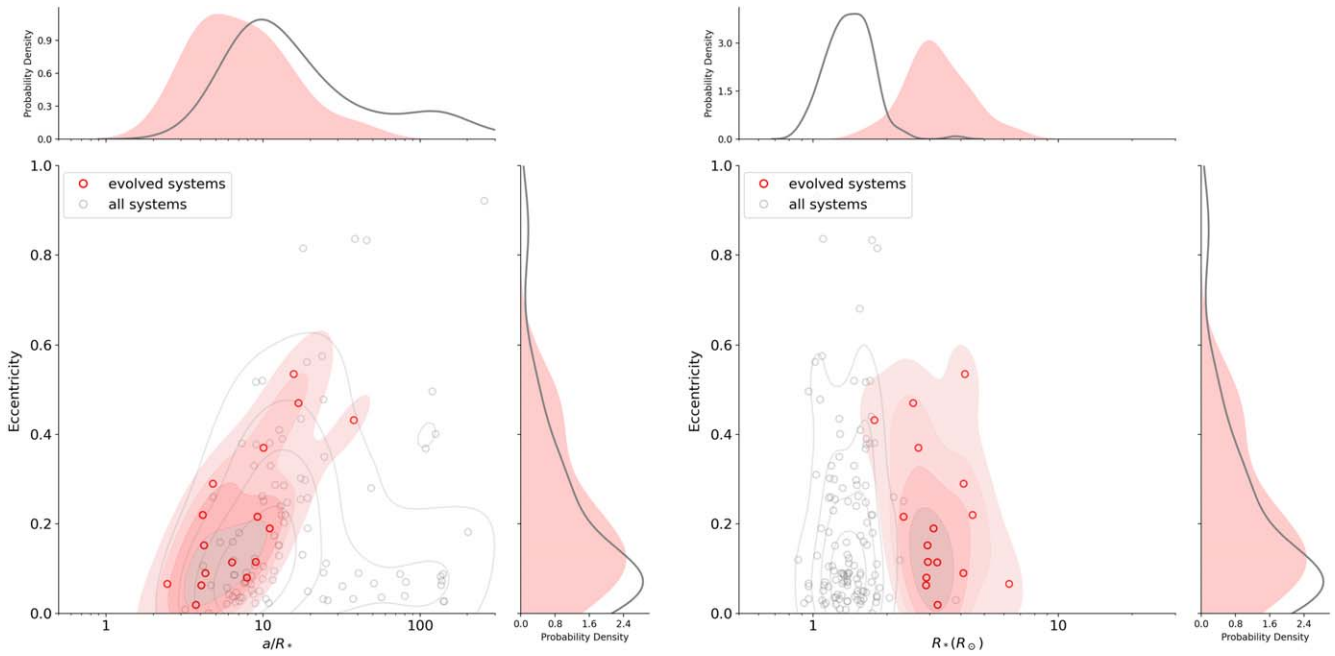 Probability Density
0.9
0.6
0.3
0.0
Probability Density
3.0
1.5
0.0
Eccentricity
1.0
0.8
0.6
0.4
0.2
0.0
evolved systems
all systems
1
10
100
a/R*
0.0
0.8
1.6
2.4
Probability Density
Eccentricity
1.0
0.8
0.6
0.4
0.2
0.0
evolved systems
all systems
1
10
R*(R⊙)
0.0
0.8
1.6
2.4
Probability Density